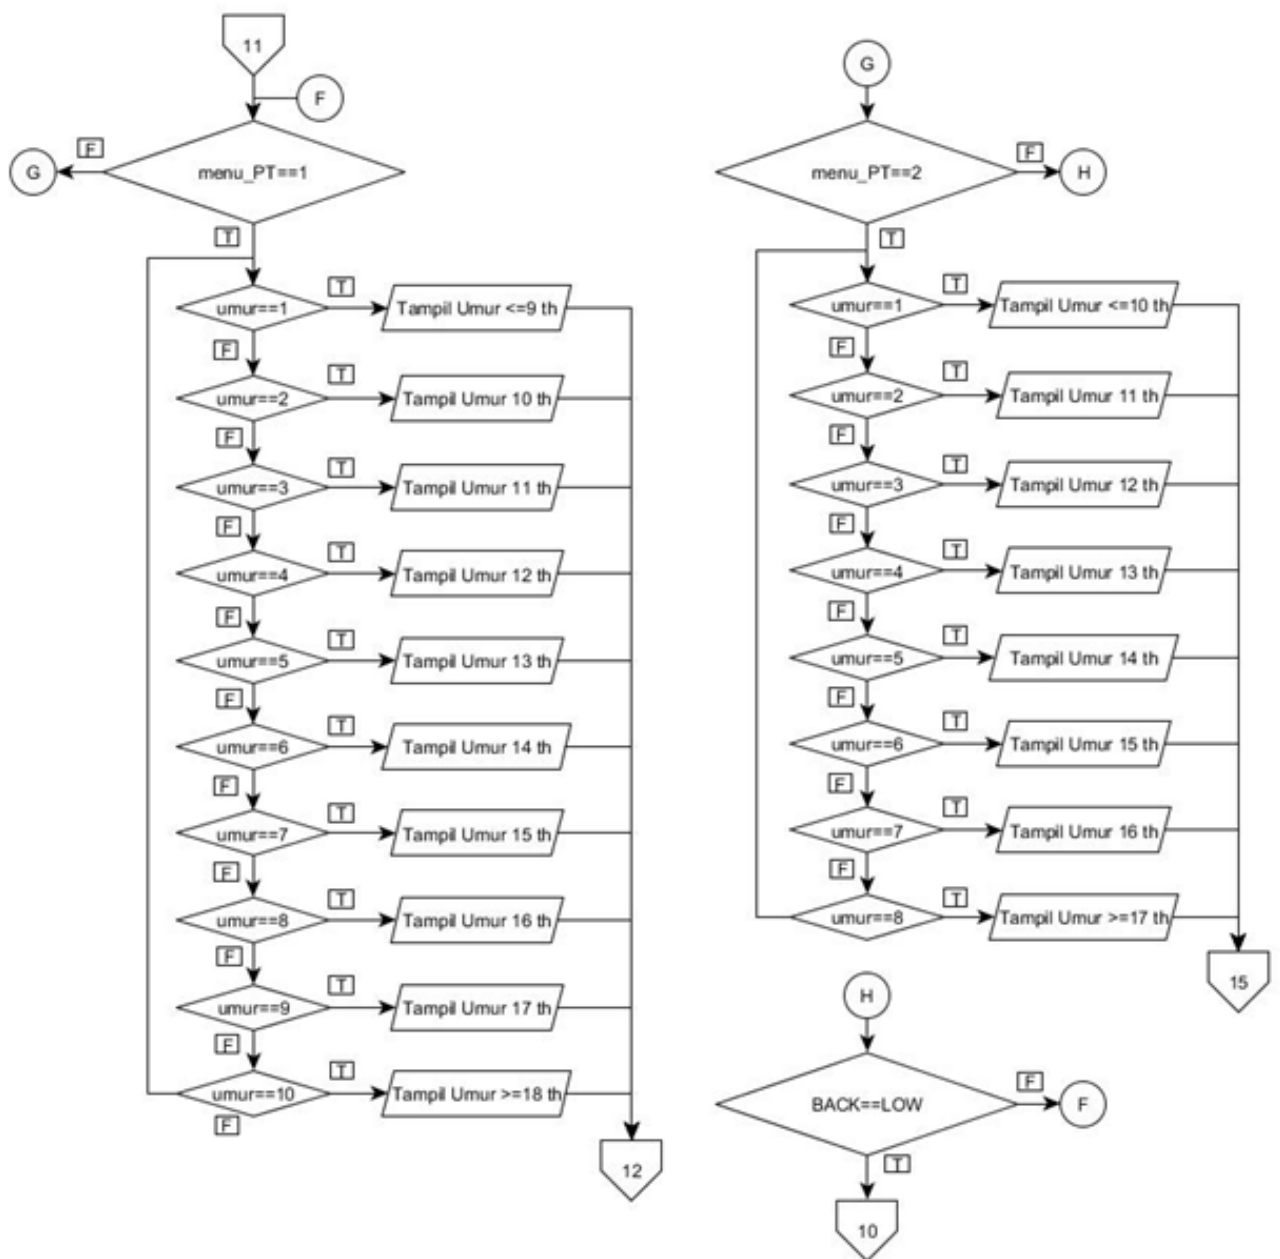 11
F
F
G
menu_PT==1
T
umur==1
T
Tampil Umur <=9 th
F
umur==2
T
Tampil Umur 10 th
F
umur==3
T
Tampil Umur 11 th
F
umur==4
T
Tampil Umur 12 th
F
umur==5
T
Tampil Umur 13 th
F
umur==6
T
Tampil Umur 14 th
F
umur==7
T
Tampil Umur 15 th
F
umur==8
T
Tampil Umur 16 th
F
umur==9
T
Tampil Umur 17 th
F
umur==10
T
Tampil Umur >=18 th
F
12
G
menu_PT==2
F
H
T
umur==1
T
Tampil Umur <=10 th
F
umur==2
T
Tampil Umur 11 th
F
umur==3
T
Tampil Umur 12 th
F
umur==4
T
Tampil Umur 13 th
F
umur==5
T
Tampil Umur 14 th
F
umur==6
T
Tampil Umur 15 th
F
umur==7
T
Tampil Umur 16 th
F
umur==8
T
Tampil Umur >=17 th
15
H
BACK==LOW
F
F
T
10